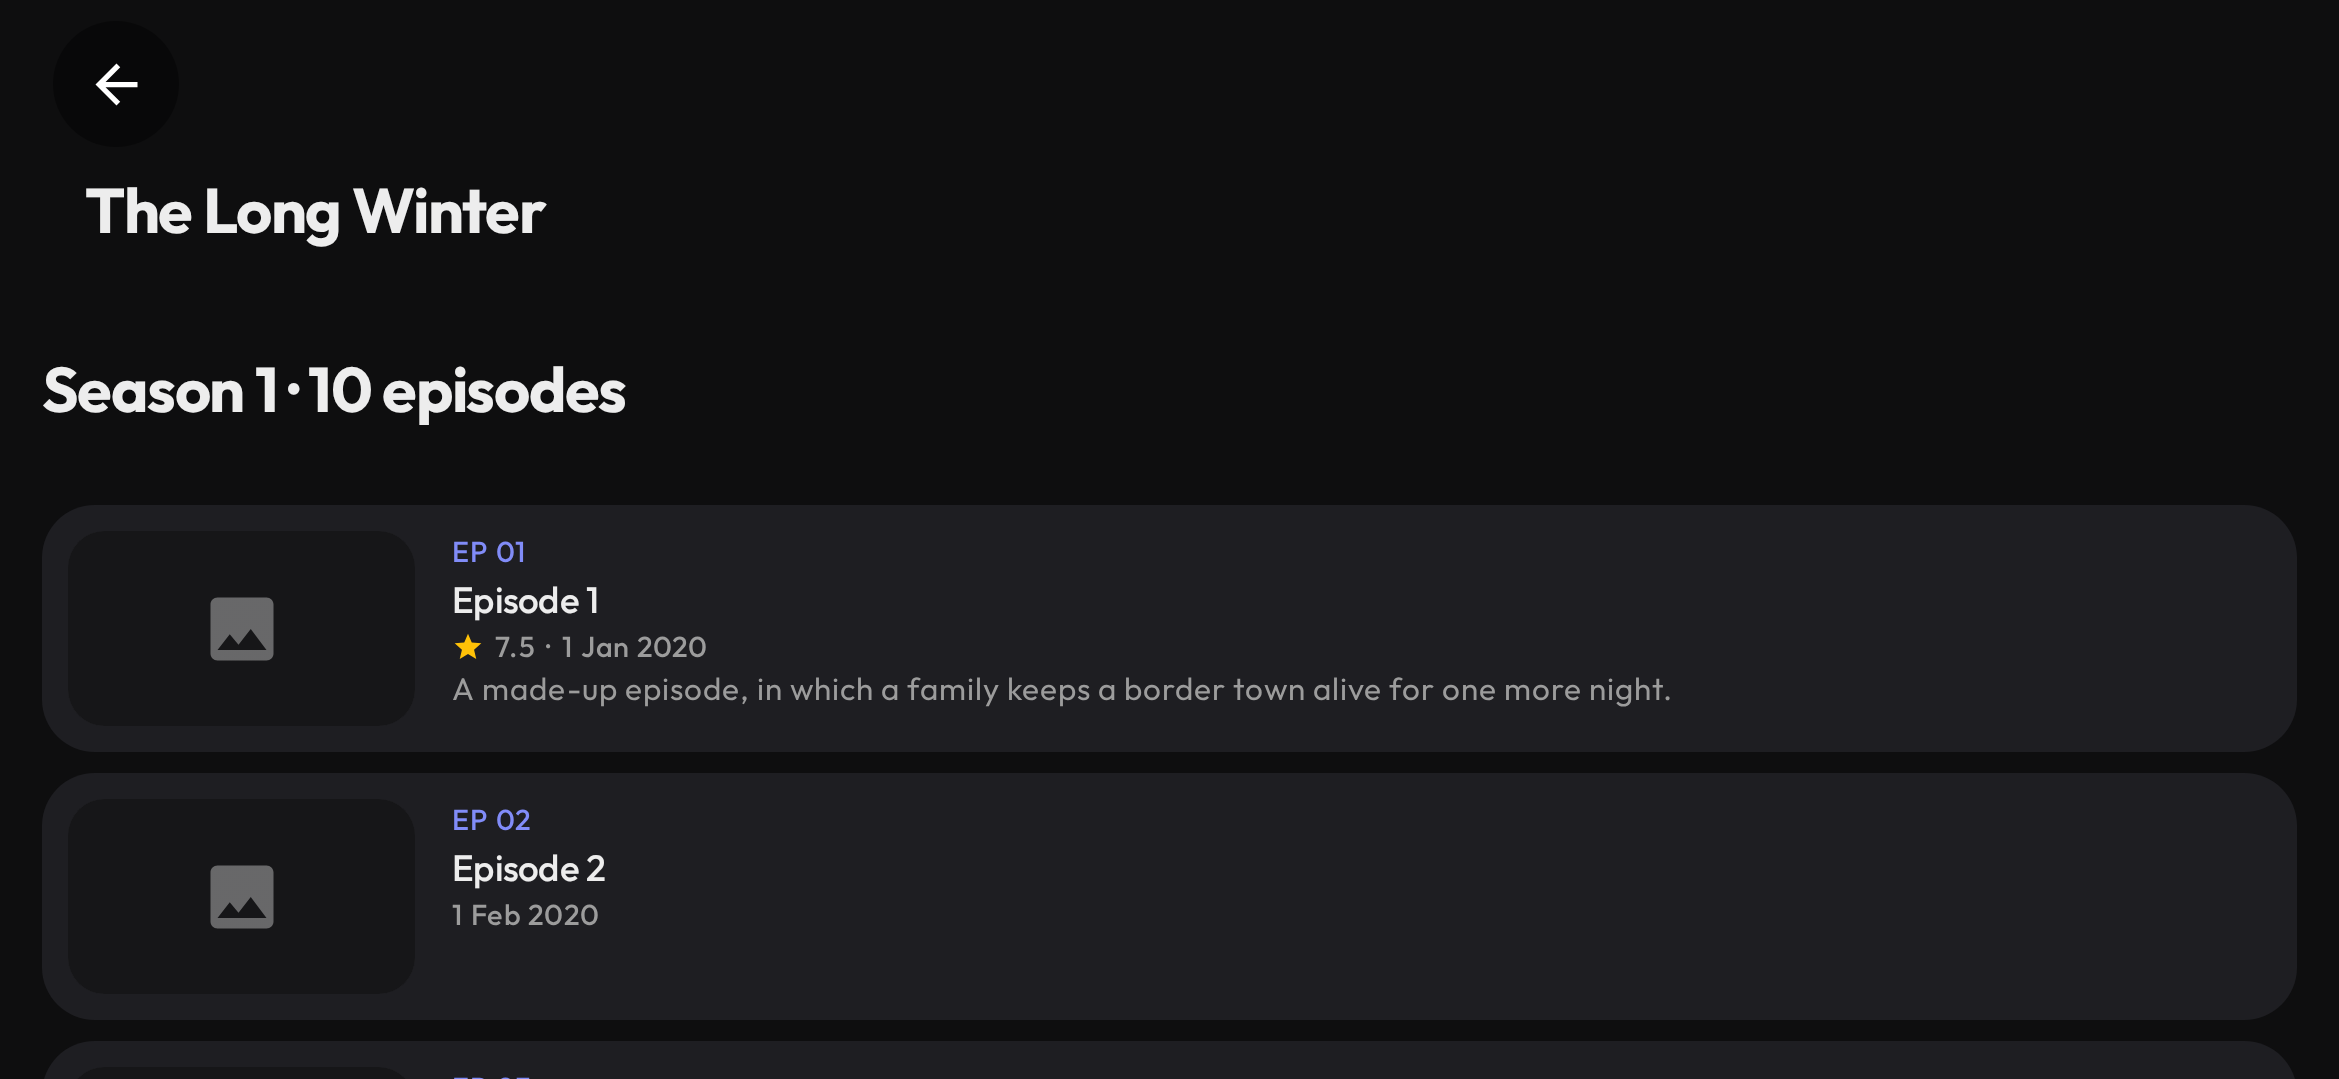 The Long Winter
Season 1 · 10 episodes
EP 01
Episode 1
7.5 · 1 Jan 2020
A made-up episode, in which a family keeps a border town alive for one more night.
EP 02
Episode 2
1 Feb 2020